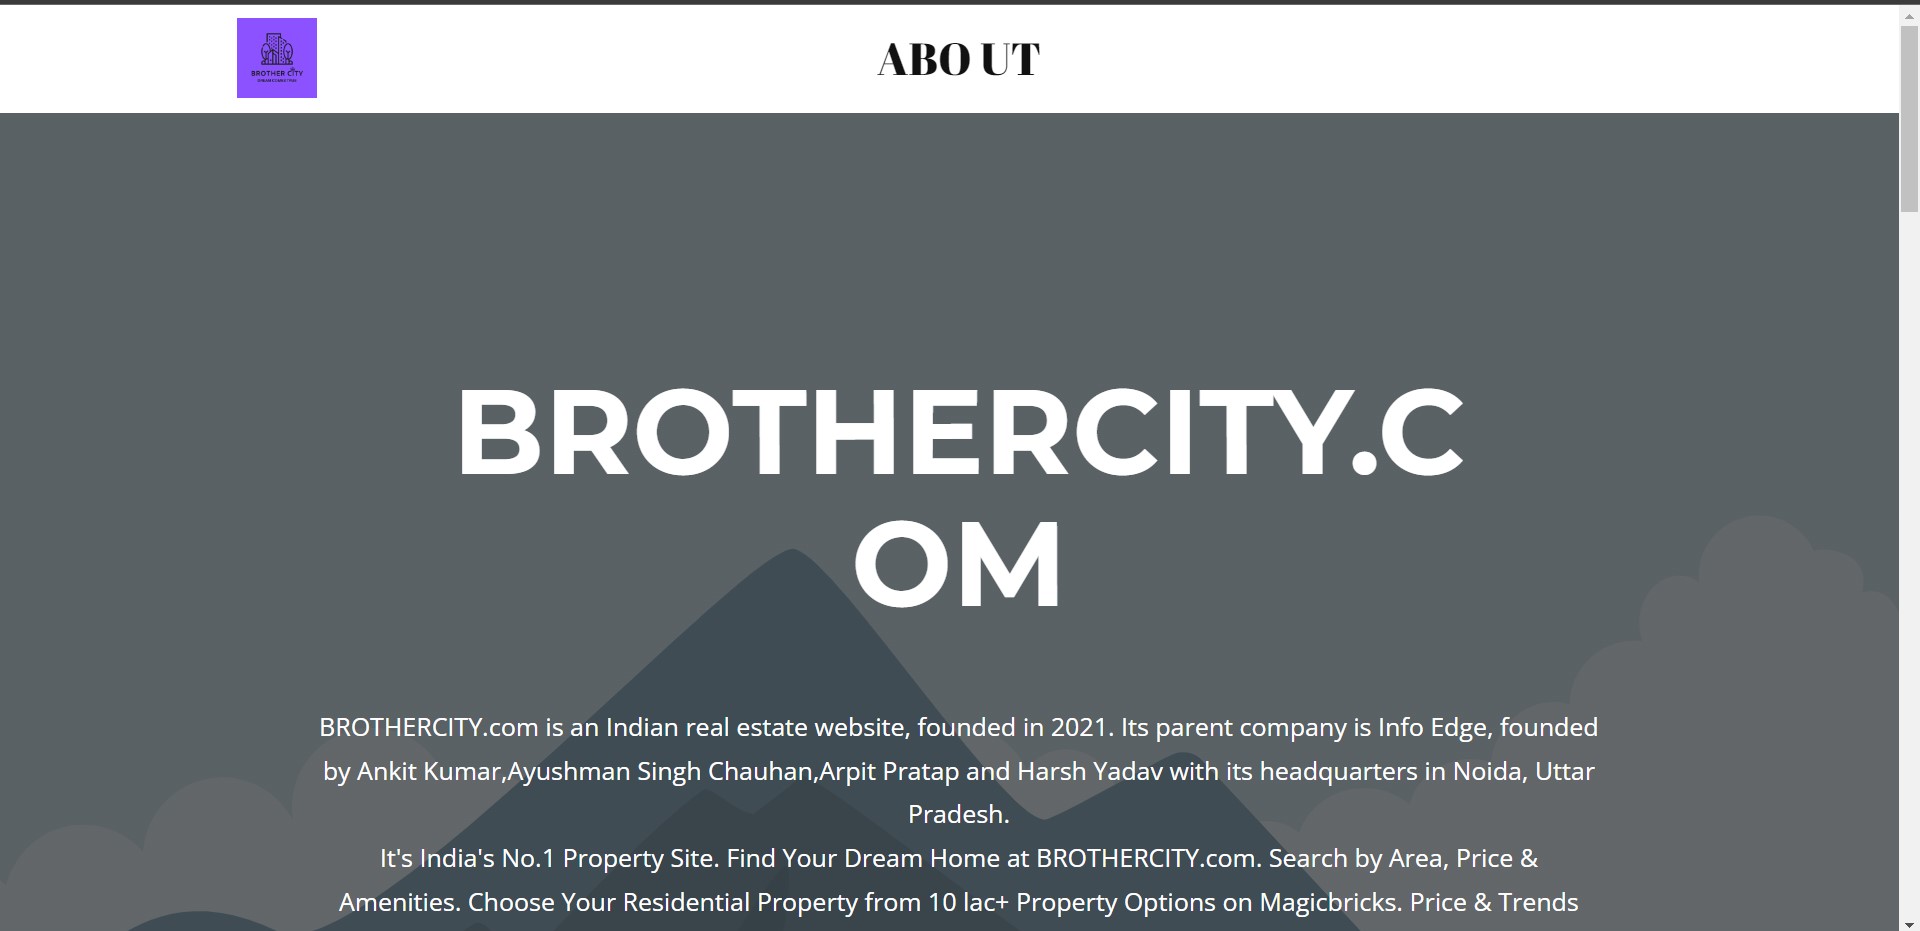 BROTHER CITY
ABO UT
BROTHERCITY.C
OM
BROTHERCITY.com is an Indian real estate website, founded in 2021. Its parent company is Info Edge, founded
by Ankit Kumar,Ayushman Singh Chauhan,Arpit Pratap and Harsh Yadav with its headquarters in Noida, Uttar
Pradesh.
It's India's No.1 Property Site. Find Your Dream Home at BROTHERCITY.com. Search by Area, Price &
Amenities. Choose Your Residential Property from 10 lac+ Property Options on Magicbricks. Price & Trends